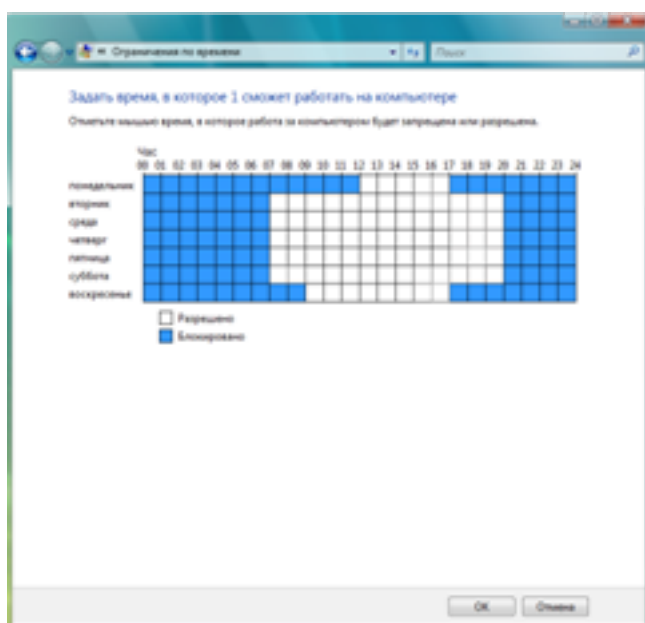 « Ограничения по времени
Поиск
Задать время, в которое 1 сможет работать на компьютере
Отметьте мышью время, в которое работа за компьютером будет запрещена или разрешена.
Час
00 01 02 03 04 05 06 07 08 09 10 11 12 13 14 15 16 17 18 19 20 21 22 23 24
понедельник
вторник
среда
четверг
пятница
суббота
воскресенье
Разрешено
Блокировано
ОК Отмена